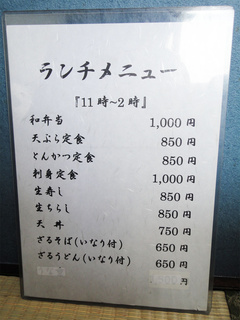 ランチメニュー
『11時~2時』
和弁当 1,000円
天ぷら定食 850円
とんかつ定食 850円
刺身定食 1,000円
生寿し 850円
生ちらし 850円
天丼 750円
ざるそば(いなり付) 650円
ざるうどん(いなり付) 650円
円